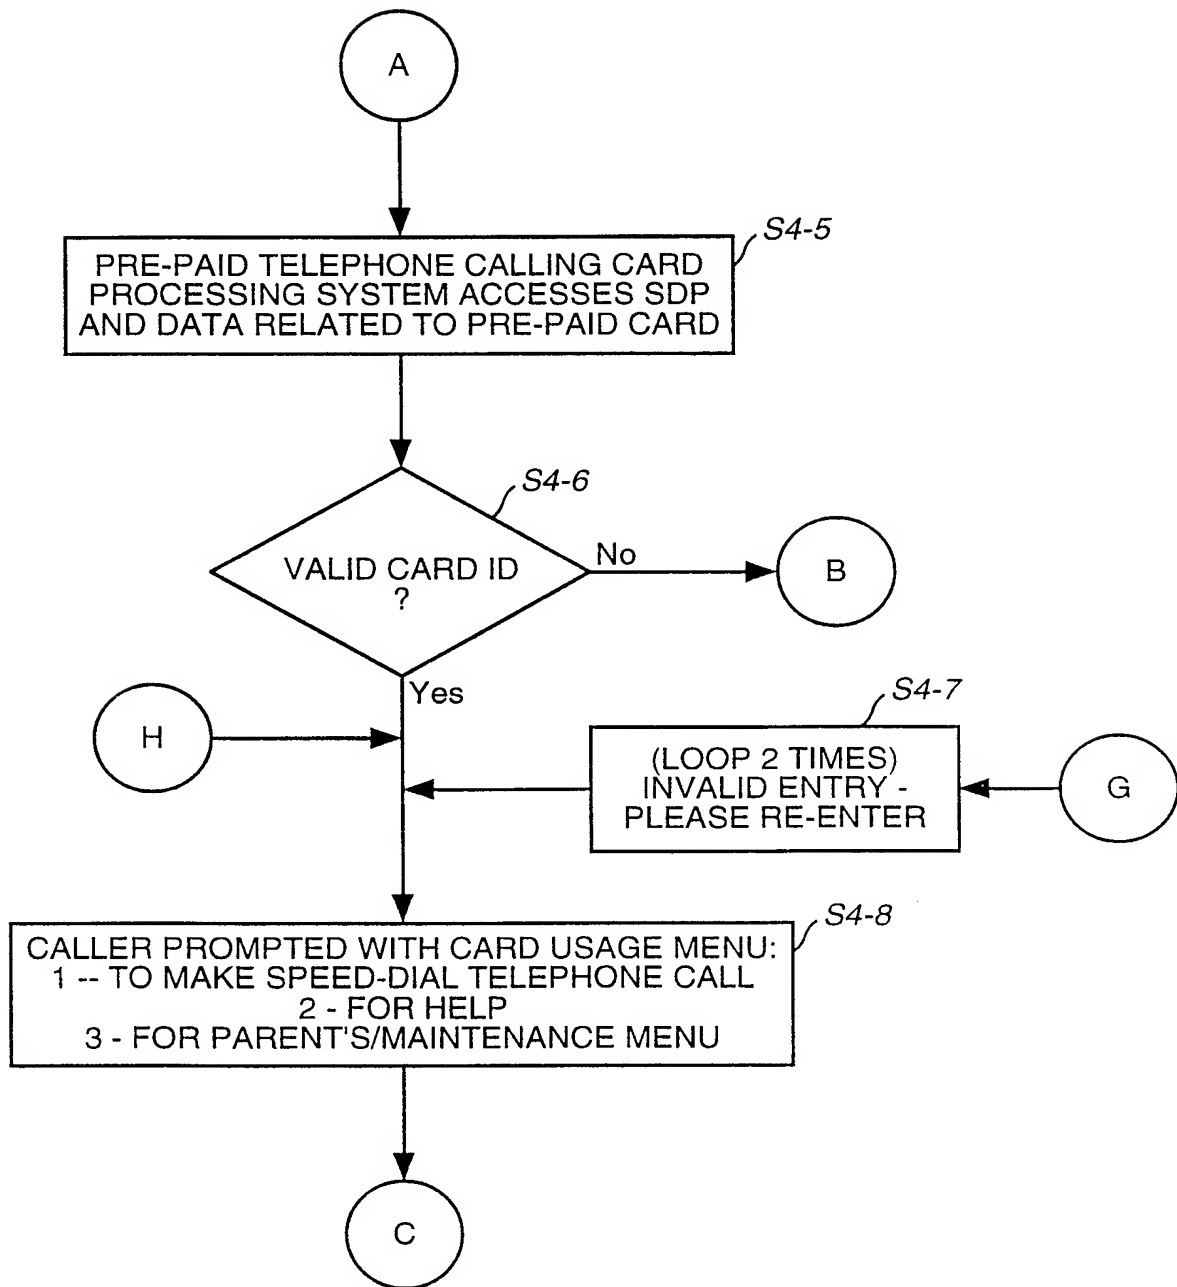 A
S4-5
PRE-PAID TELEPHONE CALLING CARD
PROCESSING SYSTEM ACCESSES SDP
AND DATA RELATED TO PRE-PAID CARD
S4-6
VALID CARD ID
?
No
B
Yes
H
S4-7
(LOOP 2 TIMES)
INVALID ENTRY -
PLEASE RE-ENTER
G
S4-8
CALLER PROMPTED WITH CARD USAGE MENU:
1 -- TO MAKE SPEED-DIAL TELEPHONE CALL
2 - FOR HELP
3 - FOR PARENT'S/MAINTENANCE MENU
C